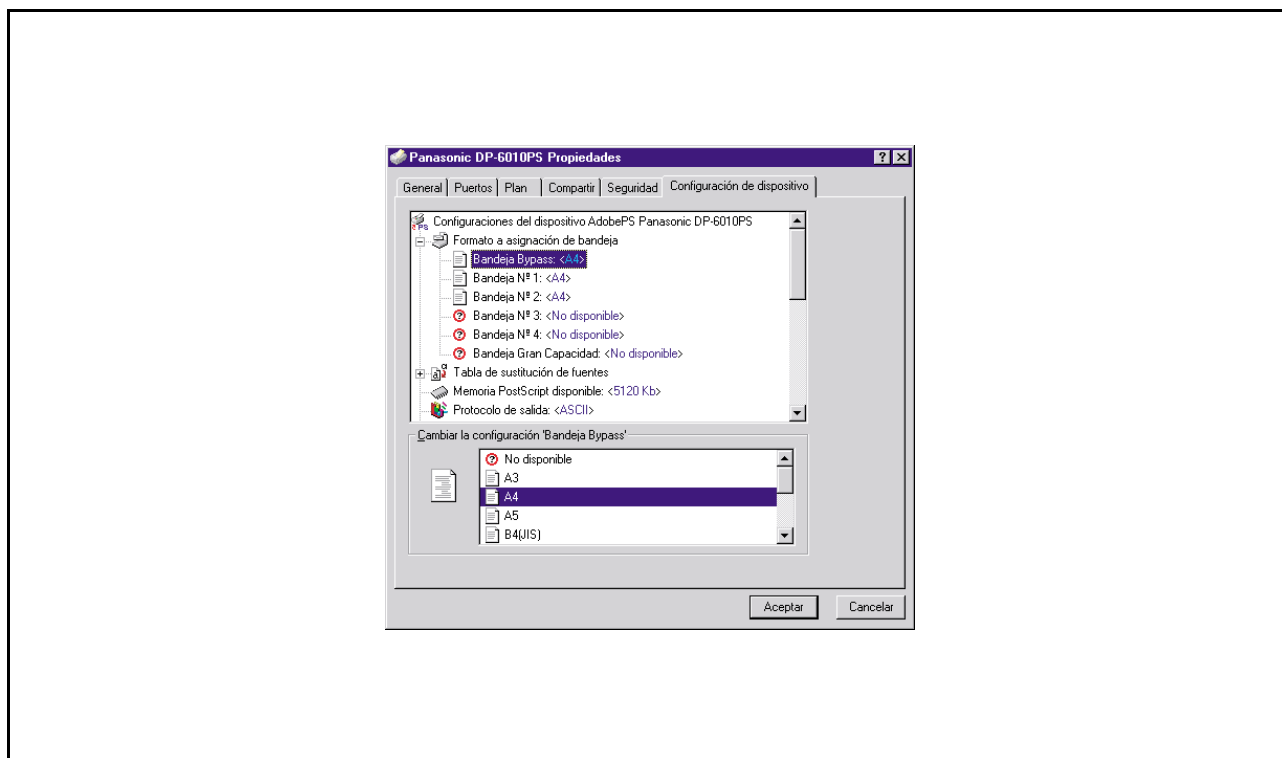 Panasonic DP-6010PS Propiedades
General Puertos Plan Compartir Seguridad Configuración de dispositivo
Configuraciones del dispositivo AdobePS Panasonic DP-6010PS
Formato a asignación de bandeja
Bandeja Bypass: <A4>
Bandeja Nº 1: <A4>
Bandeja Nº 2: <A4>
Bandeja Nº 3: <No disponible>
Bandeja Nº 4: <No disponible>
Bandeja Gran Capacidad: <No disponible>
Tabla de sustitución de fuentes
Memoria PostScript disponible: <5120 Kb>
Protocolo de salida: <ASCII>
Cambiar la configuración 'Bandeja Bypass'
No disponible
A3
A4
A5
B4(JIS)
Aceptar Cancelar